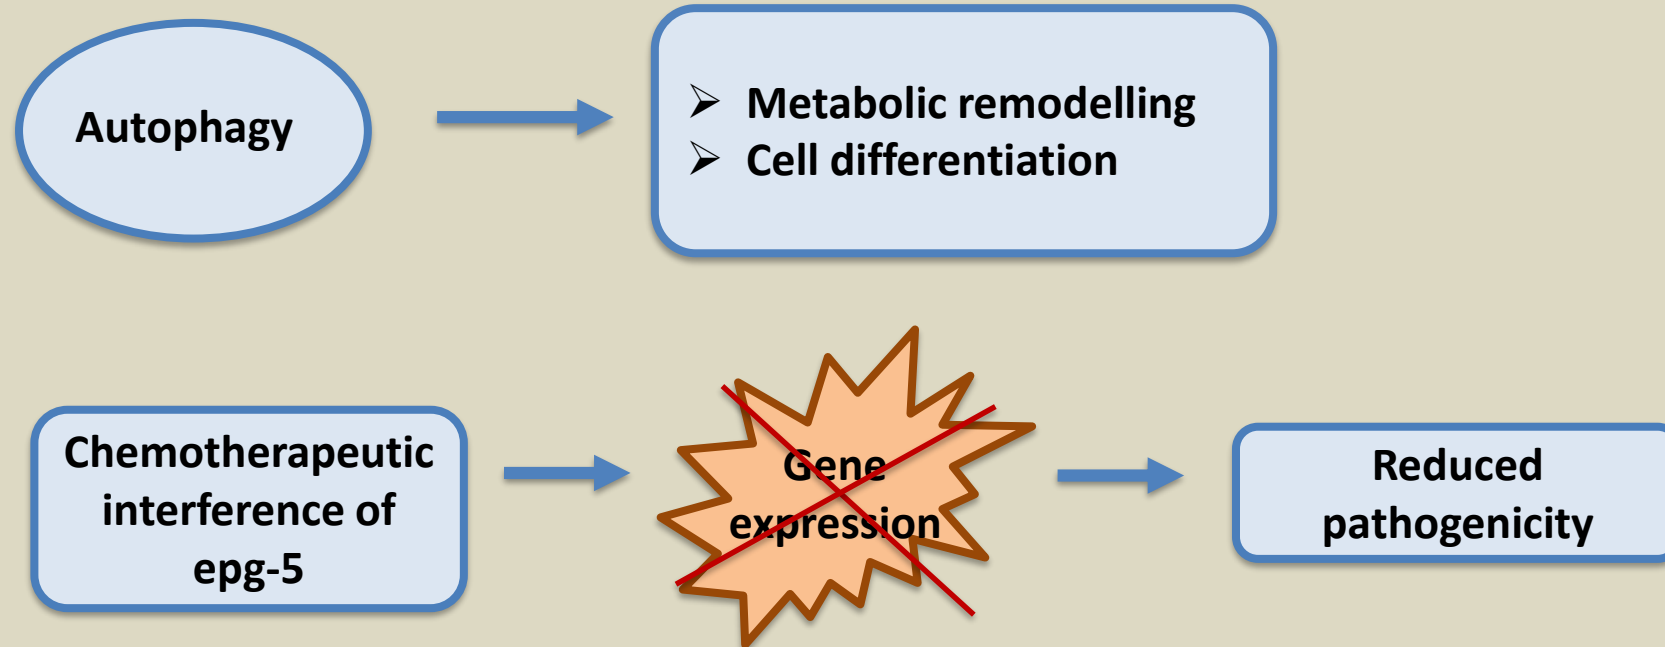 Autophagy
➢ Metabolic remodelling
➢ Cell differentiation
Chemotherapeutic
interference of
epg-5
Gene
expression
Reduced
pathogenicity